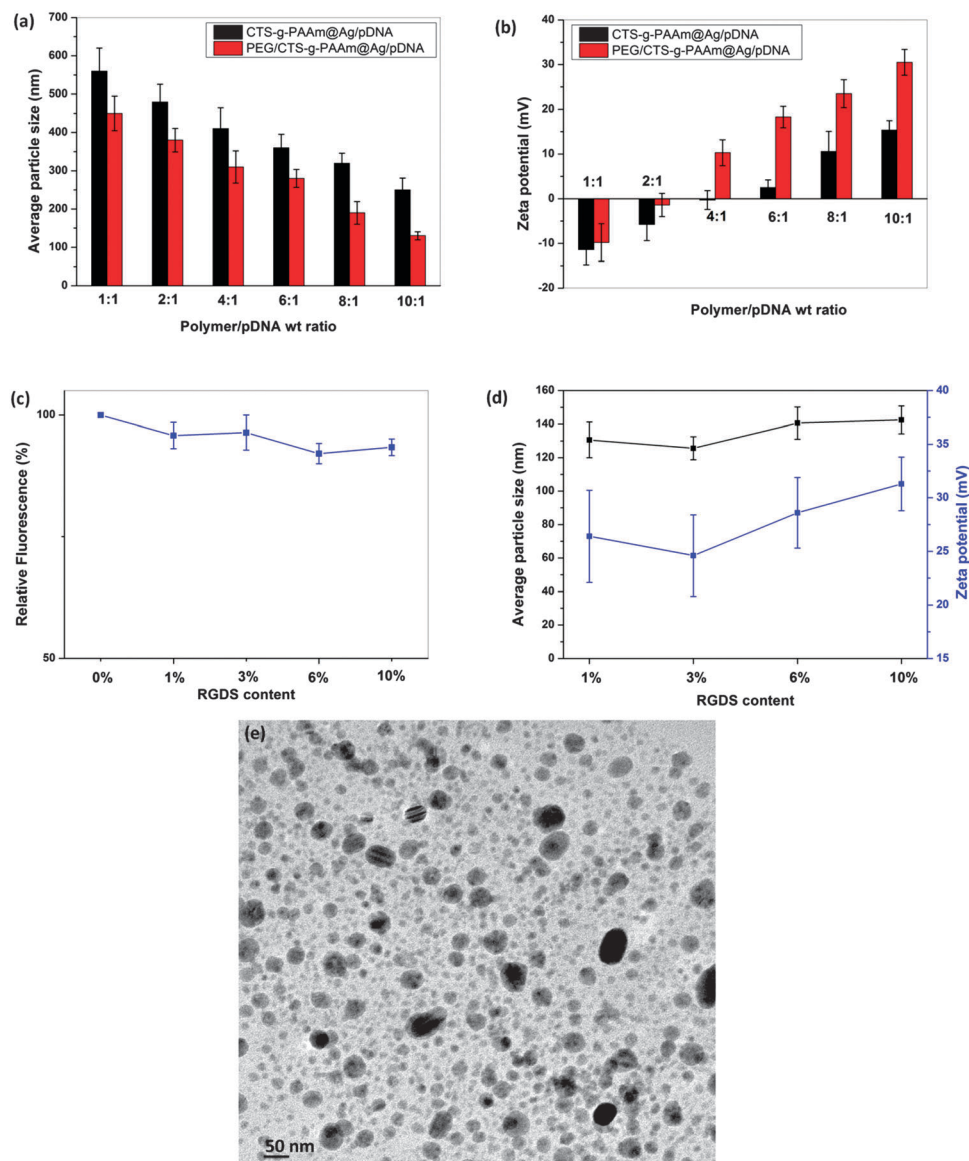 (a)
700
600
500
400
300
200
100
0
Average particle size (nm)
CTS-g-PAAm@Ag/pDNA
PEG/CTS-g-PAAm@Ag/pDNA
1:1 2:1 4:1 6:1 8:1 10:1
Polymer/pDNA wt ratio
(b)
40
30
20
10
0
-10
-20
Zeta potential (mV)
CTS-g-PAAm@Ag/pDNA
PEG/CTS-g-PAAm@Ag/pDNA
1:1 2:1 4:1 6:1 8:1 10:1
Polymer/pDNA wt ratio
(c)
100
50
Relative Fluorescence (%)
0% 1% 3% 6% 10%
RGDS content
(d)
160
140
120
100
80
60
40
20
0
Average particle size (nm)
40
35
30
25
20
15
Zeta potential (mV)
1% 3% 6% 10%
RGDS content
(e)
50 nm